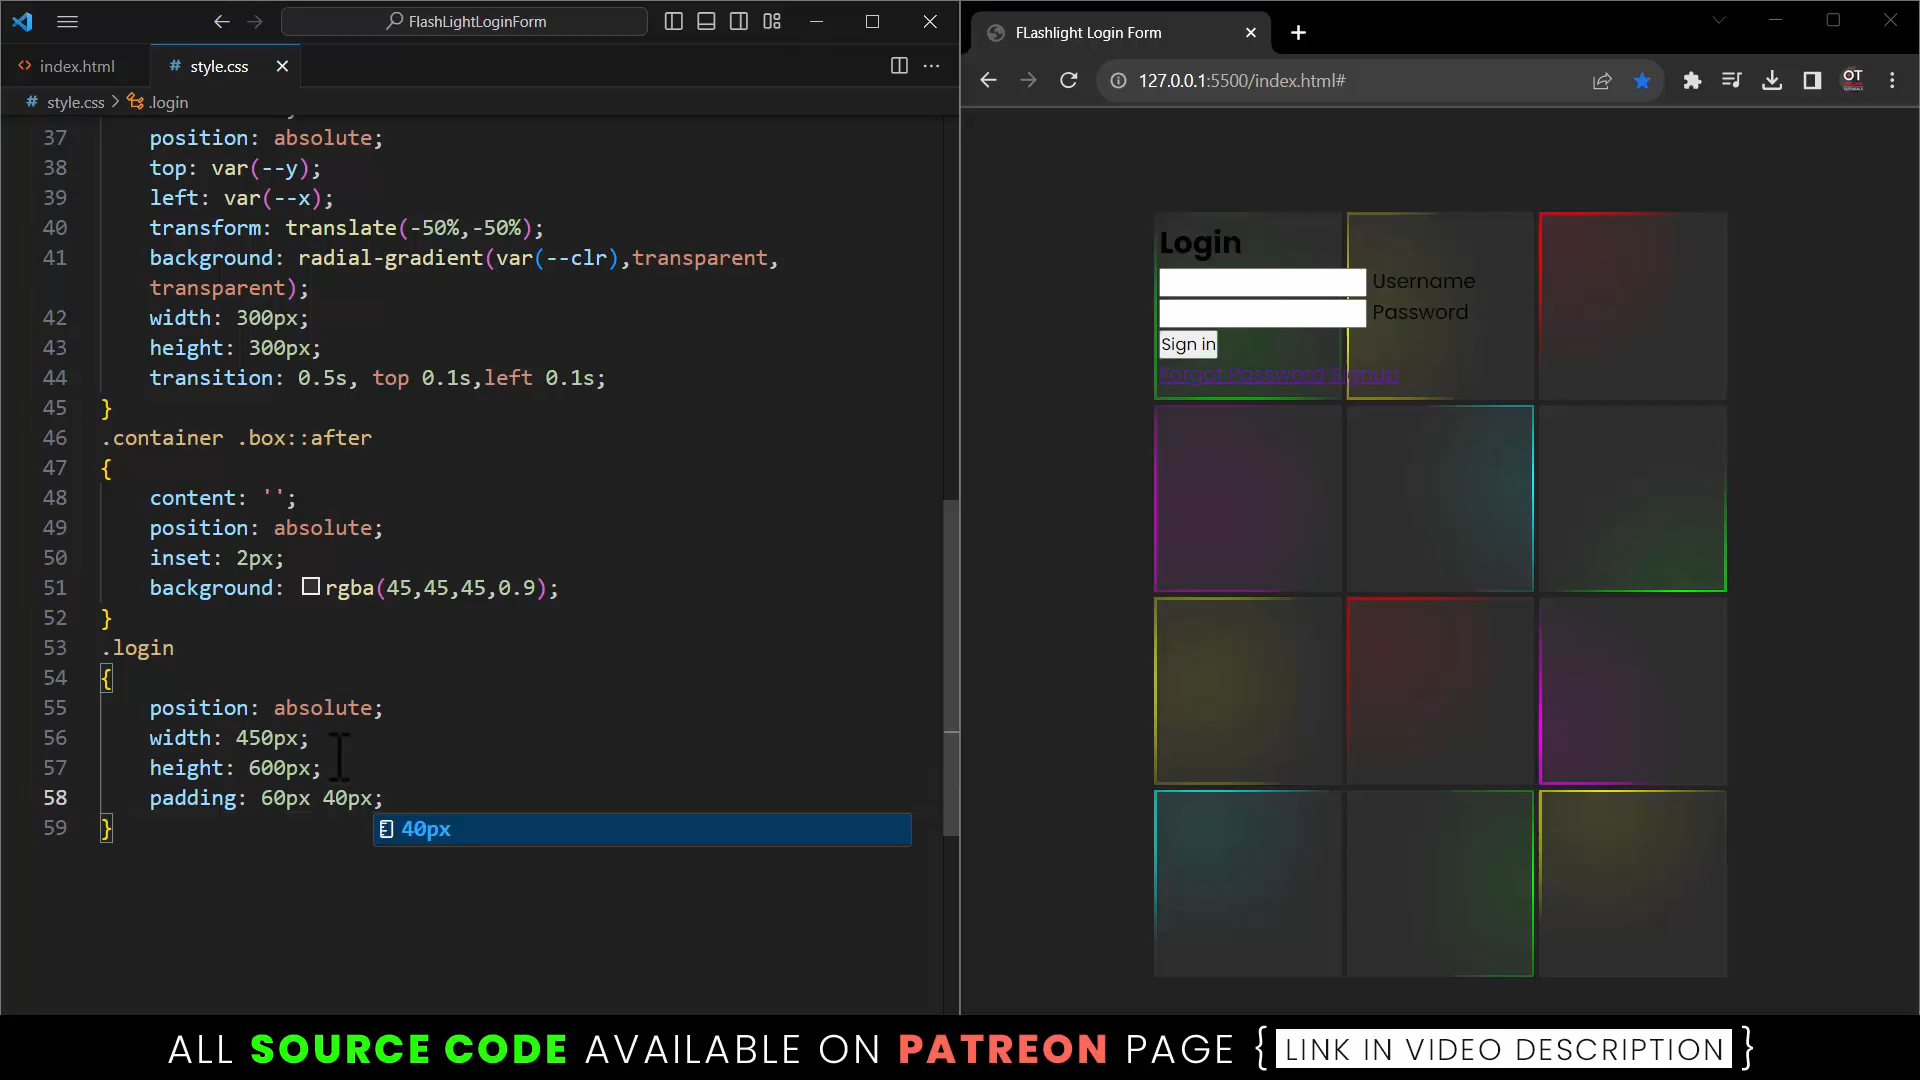 FlashLightLoginForm
index.html
style.css
style.css > .login
37 position: absolute;
38 top: var(--y);
39 left: var(--x);
40 transform: translate(-50%,-50%);
41 background: radial-gradient(var(--clr),transparent,
transparent);
42 width: 300px;
43 height: 300px;
44 transition: 0.5s, top 0.1s,left 0.1s;
45 }
46 .container .box::after
47 {
48 content: '';
49 position: absolute;
50 inset: 2px;
51 background: rgba(45,45,45,0.9);
52 }
53 .login
54 {
55 position: absolute;
56 width: 450px;
57 height: 600px;
58 padding: 60px 40px;
59 }
40px
FLashlight Login Form
127.0.0.1:5500/index.html#
OT
Login
Username
Password
Sign in
Forgot Password Signup
ALL SOURCE CODE AVAILABLE ON PATREON PAGE { LINK IN VIDEO DESCRIPTION }